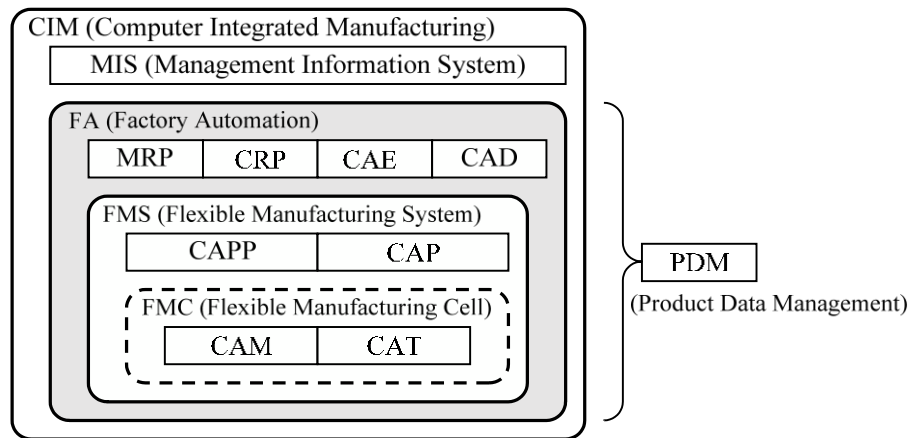 CIM (Computer Integrated Manufacturing)
MIS (Management Information System)
FA (Factory Automation)
MRP CRP CAE CAD
FMS (Flexible Manufacturing System)
CAPP CAP
PDM
(Product Data Management)
FMC (Flexible Manufacturing Cell)
CAM CAT